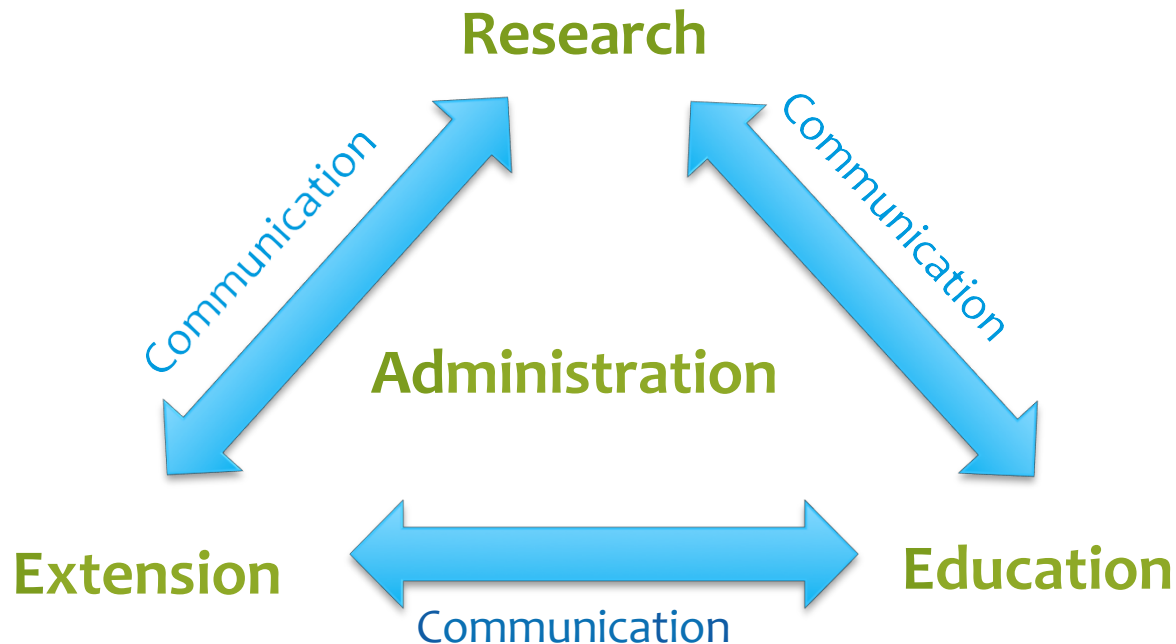 Research
Communication
Communication
Administration
Extension
Education
Communication